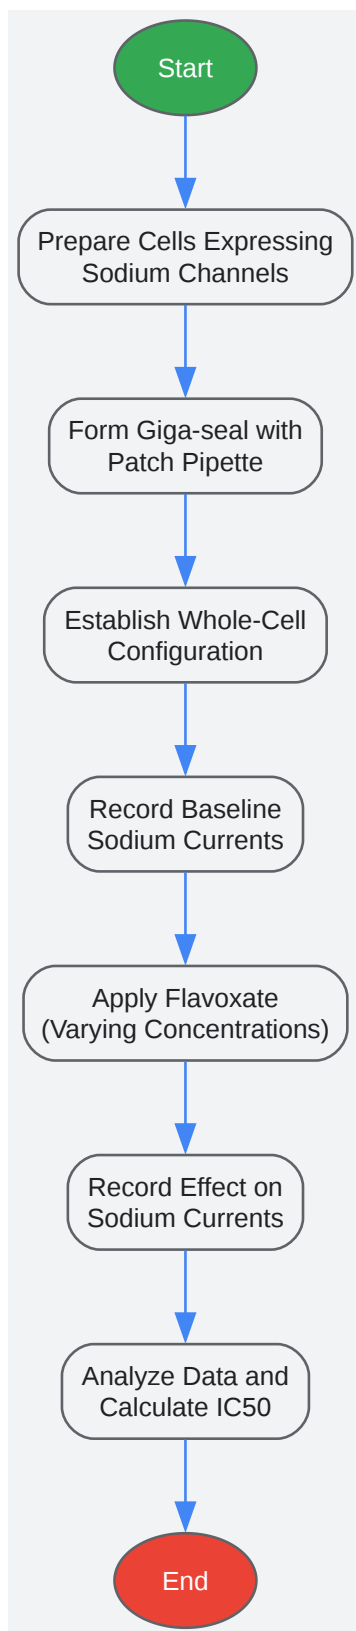 Start
Prepare Cells Expressing
Sodium Channels
Form Giga-seal with
Patch Pipette
Establish Whole-Cell
Configuration
Record Baseline
Sodium Currents
Apply Flavoxate
(Varying Concentrations)
Record Effect on
Sodium Currents
Analyze Data and
Calculate IC50
End